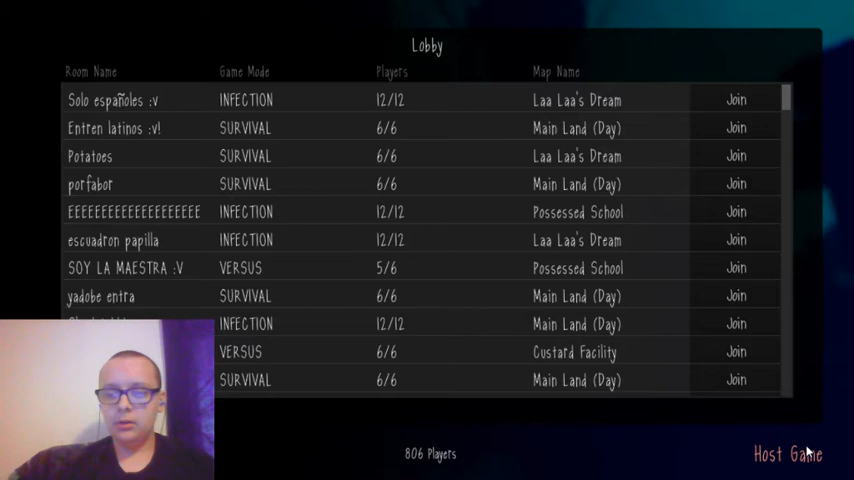 Lobby
Room Name Game Mode Players Map Name
Solo españoles :v INFECTION 12/12 Laa Laa's Dream Join
Entren latinos :v! SURVIVAL 6/6 Main Land (Day) Join
Potatoes SURVIVAL 6/6 Laa Laa's Dream Join
porfabor SURVIVAL 6/6 Main Land (Day) Join
EEEEEEEEEEEEEEEEEEEE INFECTION 12/12 Possessed School Join
escuadron papilla INFECTION 12/12 Laa Laa's Dream Join
SOY LA MAESTRA :V VERSUS 5/6 Possessed School Join
yadobe entra SURVIVAL 6/6 Main Land (Day) Join
INFECTION 12/12 Main Land (Day) Join
VERSUS 6/6 Custard Facility Join
SURVIVAL 6/6 Main Land (Day) Join
806 Players Host Game